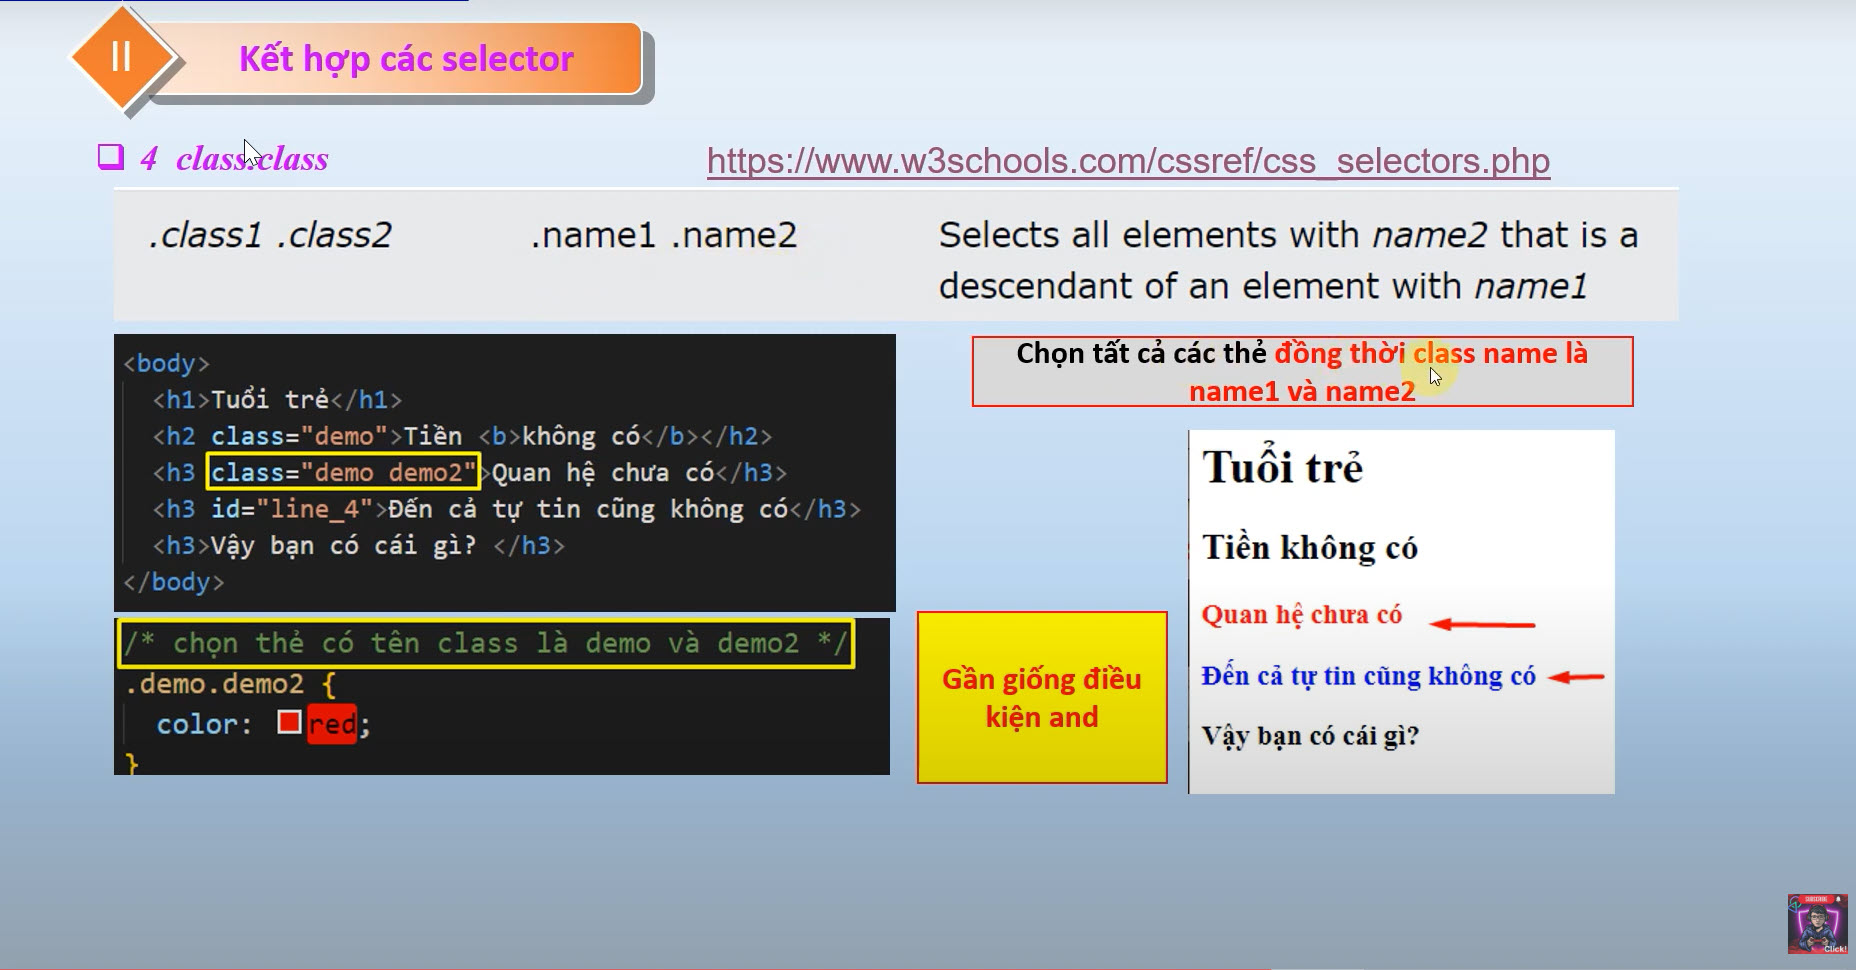 II
Kết hợp các selector
4 class.class
https://www.w3schools.com/cssref/css_selectors.php
.class1 .class2 .name1 .name2 Selects all elements with name2 that is a
descendant of an element with name1
Chọn tất cả các thẻ đồng thời class name là
name1 và name2
<body>
<h1>Tuổi trẻ</h1>
<h2 class="demo">Tiền <b>không có</b></h2>
<h3 class="demo demo2">Quan hệ chưa có</h3>
<h3 id="line_4">Đến cả tự tin cũng không có</h3>
<h3>Vậy bạn có cái gì? </h3>
</body>
/* chọn thẻ có tên class là demo và demo2 */
.demo.demo2 {
color: red;
}
Gần giống điều
kiện and
Tuổi trẻ
Tiền không có
Quan hệ chưa có
Đến cả tự tin cũng không có
Vậy bạn có cái gì?
SUBSCRIBE
Click!